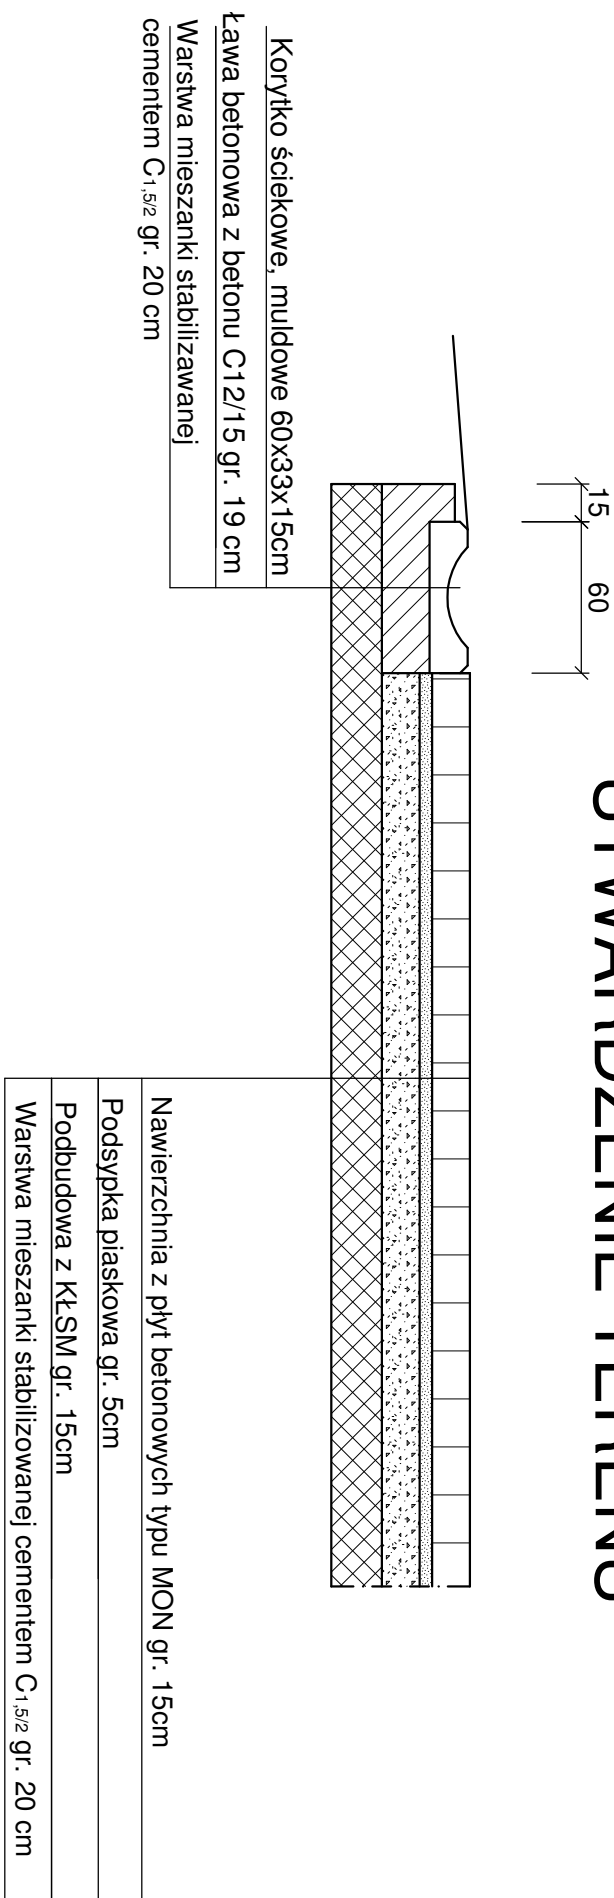 UTWARDZENIE TERENU
15
60
Korytko ściekowe, muldowe 60x33x15cm
Ława betonowa z betonu C12/15 gr. 19 cm
Warstwa mieszanki stabilizawanej
cementem C1,5/2 gr. 20 cm
Nawierzchnia z płyt betonowych typu MON gr. 15cm
Podsypka piaskowa gr. 5cm
Podbudowa z KŁSM gr. 15cm
Warstwa mieszanki stabilizowanej cementem C1,5/2 gr. 20 cm